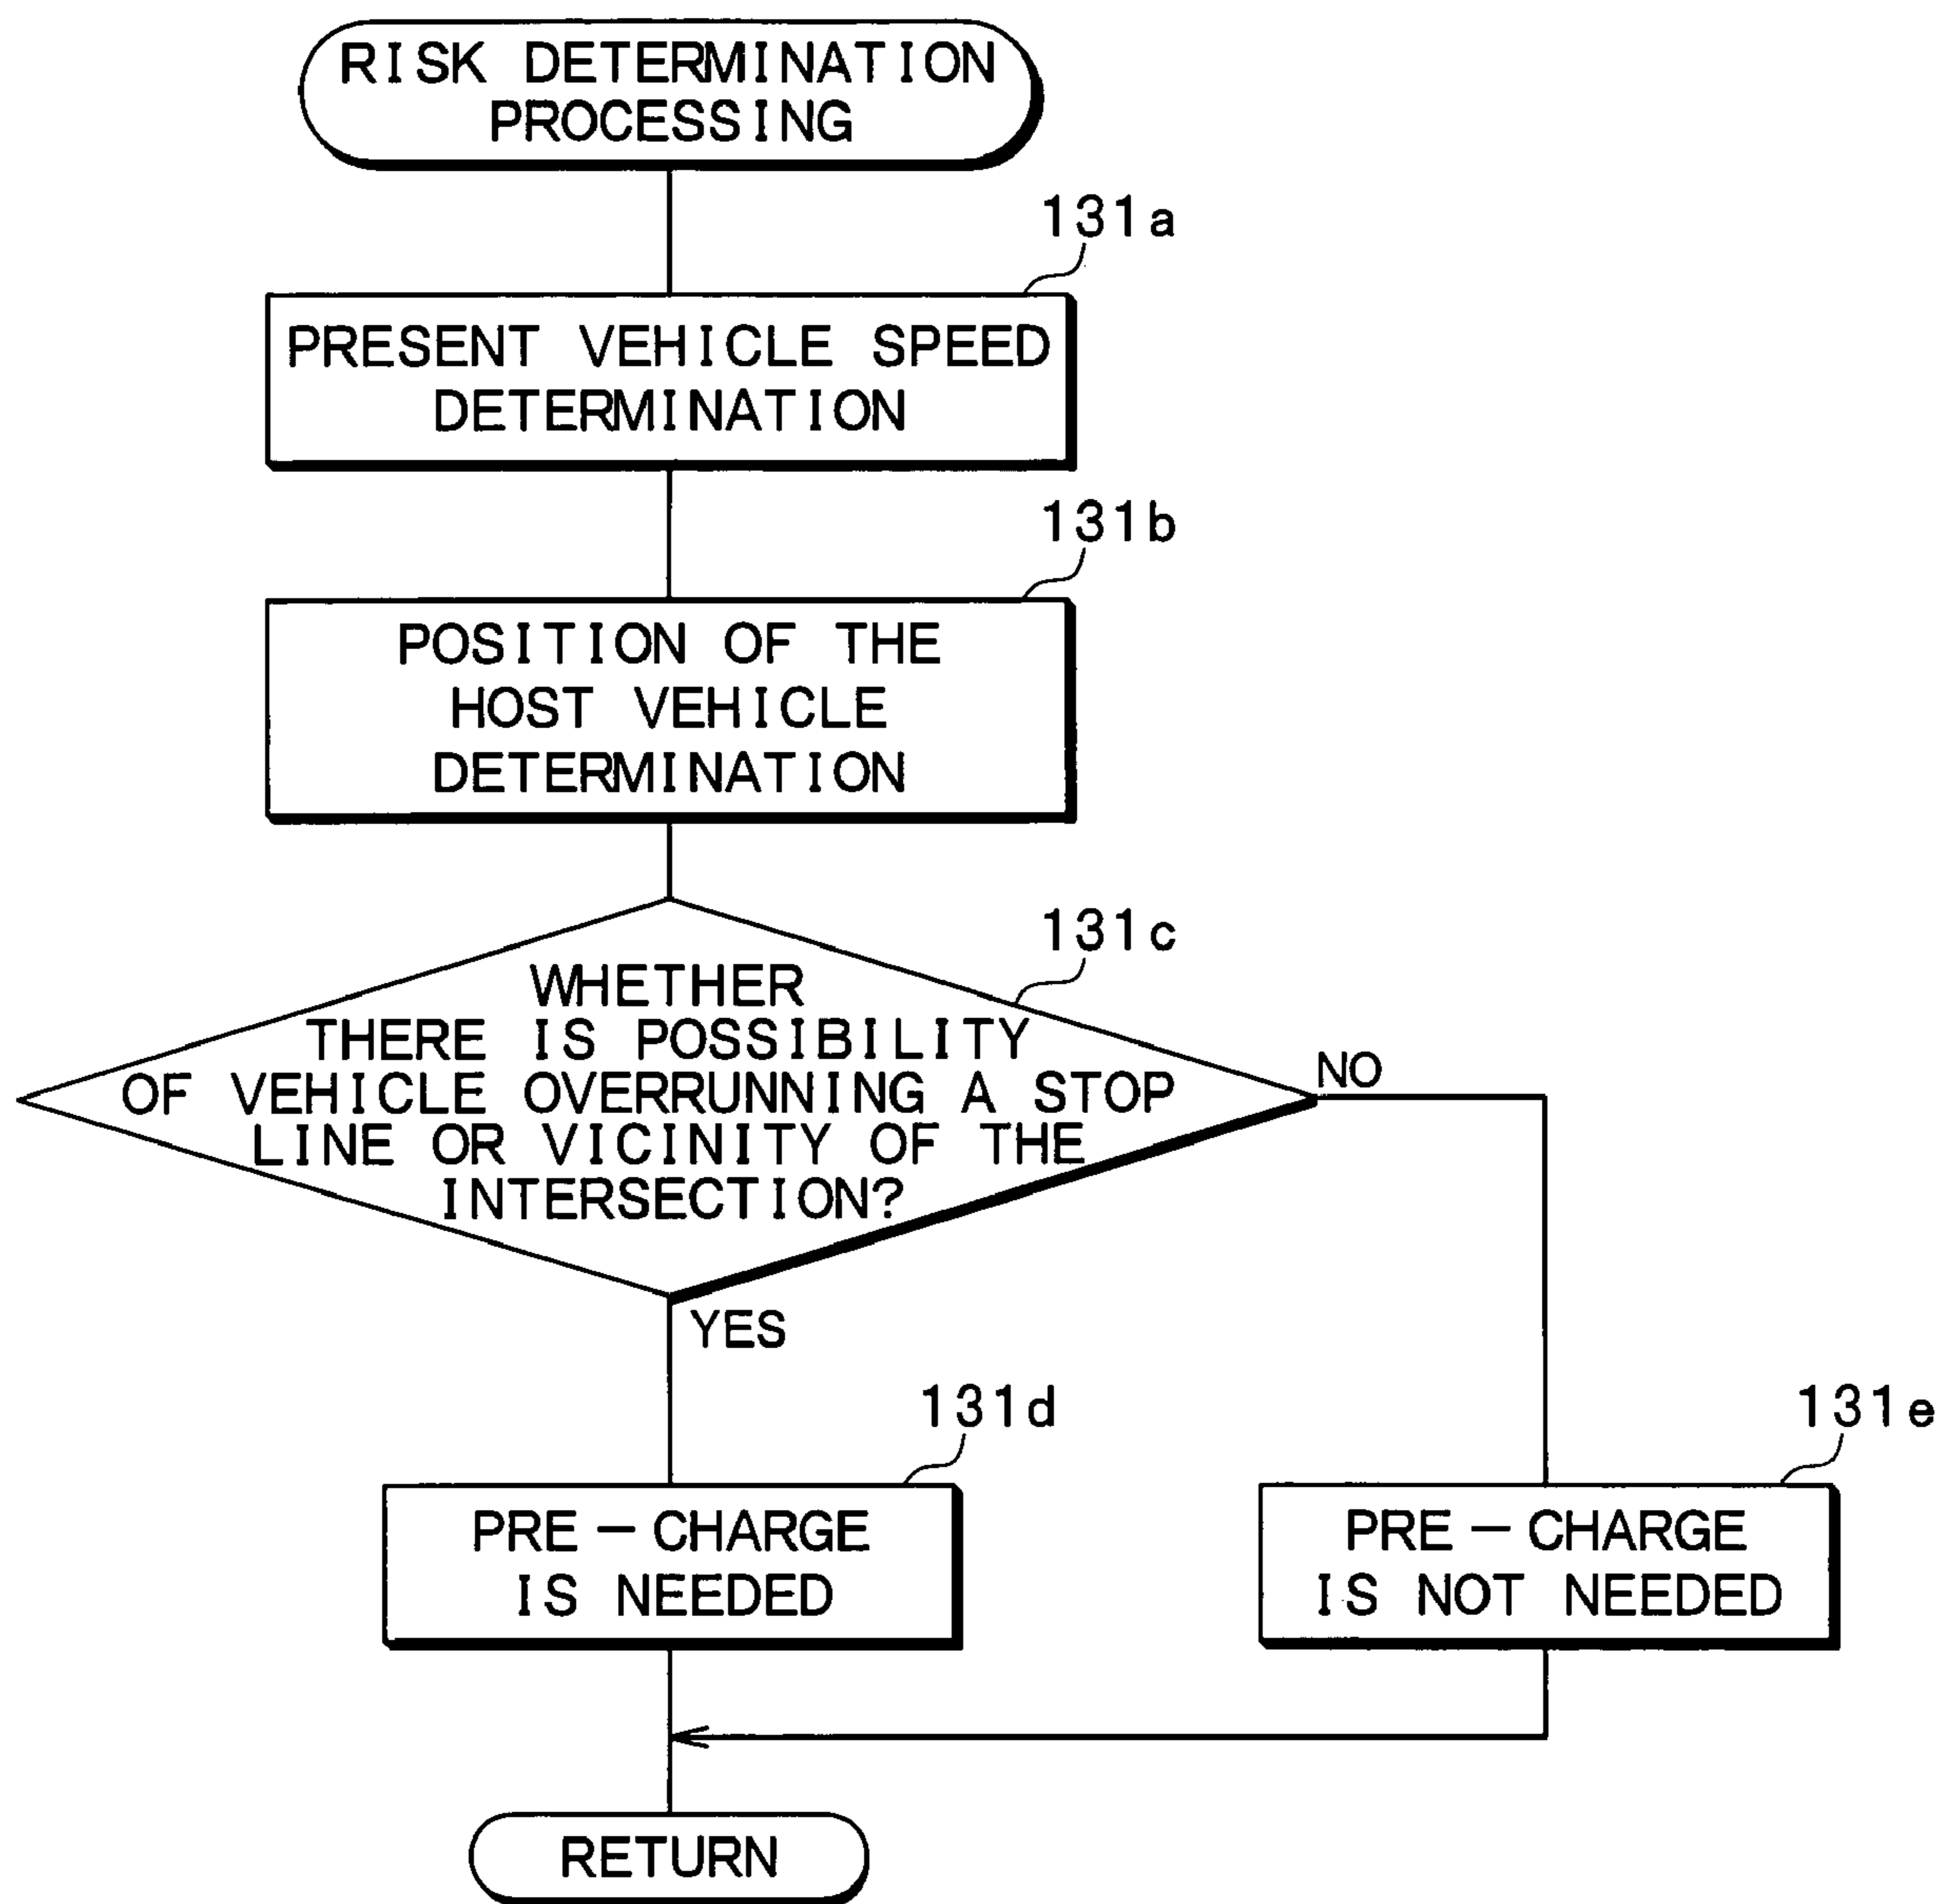 RISK DETERMINATION
PROCESSING
131a
PRESENT VEHICLE SPEED
DETERMINATION
131b
POSITION OF THE
HOST VEHICLE
DETERMINATION
131c
WHETHER
THERE IS POSSIBILITY
OF VEHICLE OVERRUNNING A STOP
LINE OR VICINITY OF THE
INTERSECTION?
NO
YES
131d
PRE-CHARGE
IS NEEDED
131e
PRE-CHARGE
IS NOT NEEDED
RETURN